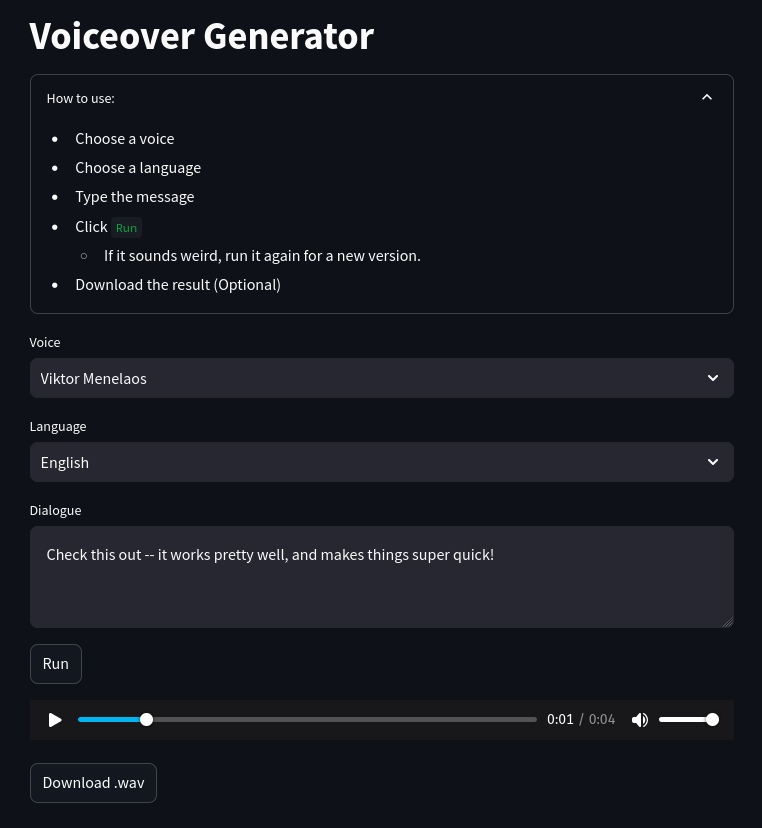 Voiceover Generator
How to use:
Choose a voice
Choose a language
Type the message
Click Run
If it sounds weird, run it again for a new version.
Download the result (Optional)
Voice
Viktor Menelaos
Language
English
Dialogue
Check this out -- it works pretty well, and makes things super quick!
Run
0:01 / 0:04
Download .wav